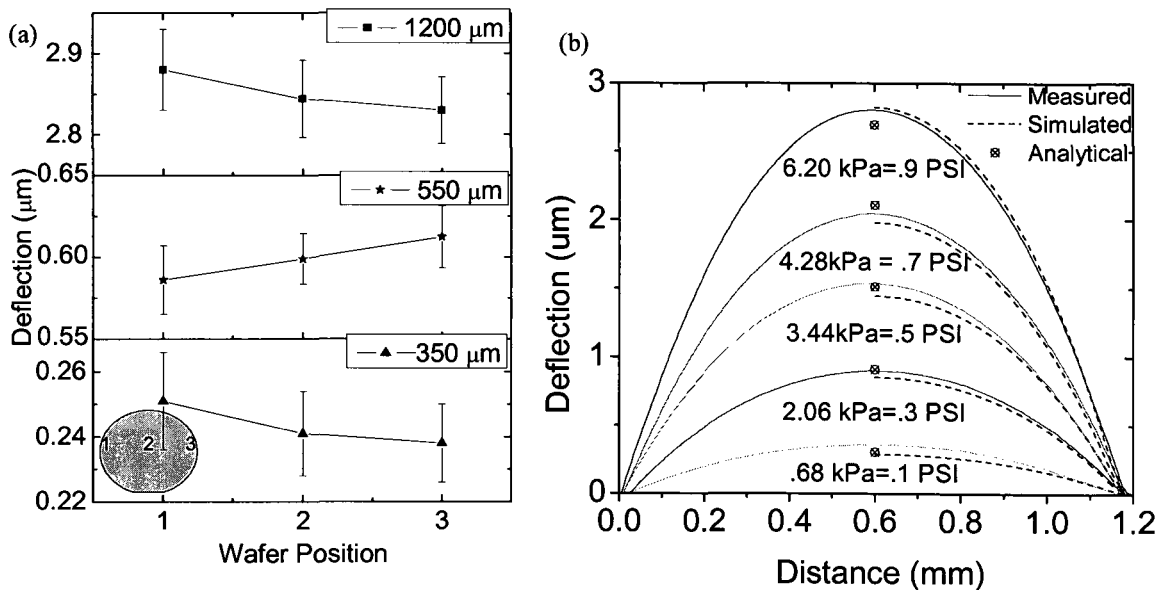 (a)
1200 μm
2.9
2.8
0.65
550 μm
0.60
0.55
350 μm
0.26
0.24
0.22
1 2 3
1 2 3
Deflection (μm)
Wafer Position
(b)
3
2
1
0
Measured
Simulated
Analytical
6.20 kPa=.9 PSI
4.28kPa = .7 PSI
3.44kPa=.5 PSI
2.06 kPa=.3 PSI
.68 kPa=.1 PSI
0.0 0.2 0.4 0.6 0.8 1.0 1.2
Deflection (um)
Distance (mm)